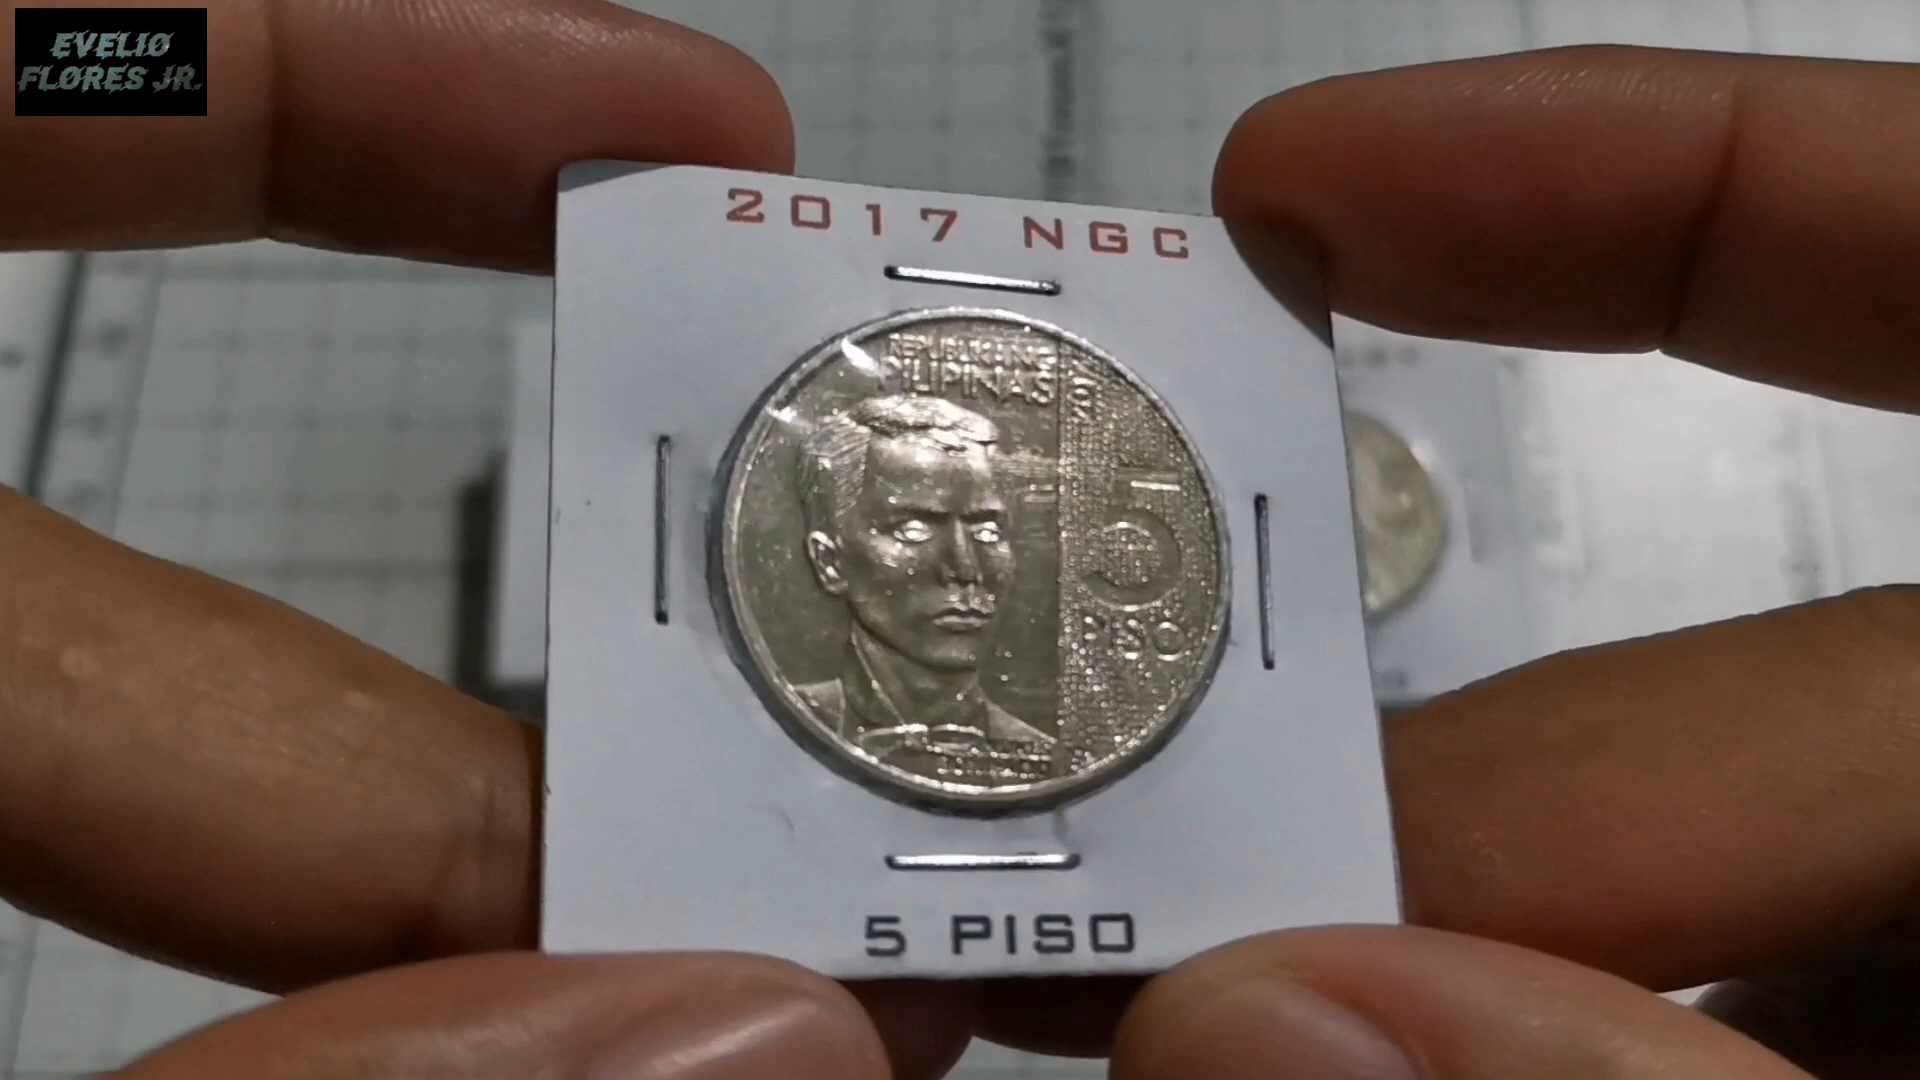 EVELIO
FLORES JR.
2017 NGC
REPUBLIKA NG
PILIPINAS
5
PISO
5 PISO